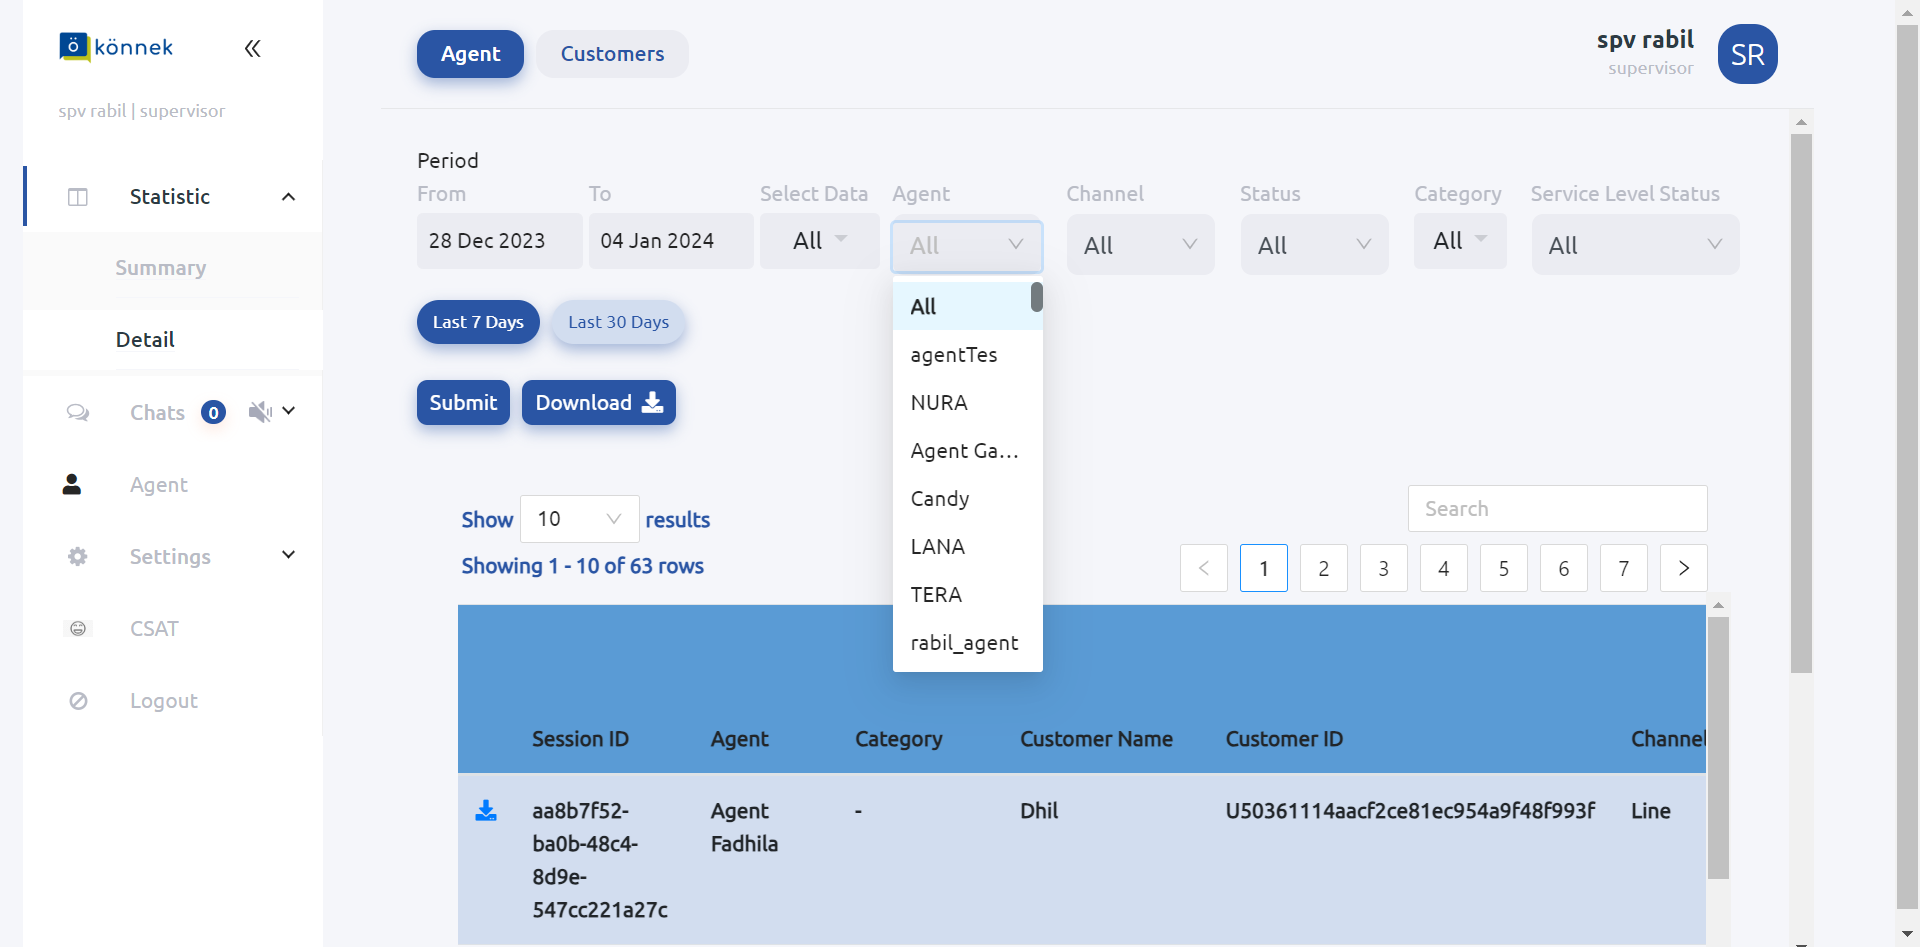 ö könnek
spv rabil | supervisor
Statistic
Summary
Detail
Chats 0
Agent
Settings
CSAT
Logout
Agent Customers
spv rabil
supervisor
SR
Period
From To Select Data Agent Channel Status Category Service Level Status
28 Dec 2023 04 Jan 2024 All All All All All All
Last 7 Days Last 30 Days
Submit Download
All
agentTes
NURA
Agent Ga...
Candy
LANA
TERA
rabil_agent
Show 10 results
Showing 1 - 10 of 63 rows
Search
< 1 2 3 4 5 6 7 >
Session ID Agent Category Customer Name Customer ID Channel
aa8b7f52-
ba0b-48c4-
8d9e-
547cc221a27c
Agent
Fadhila
-
Dhil
U50361114aacf2ce81ec954a9f48f993f
Line